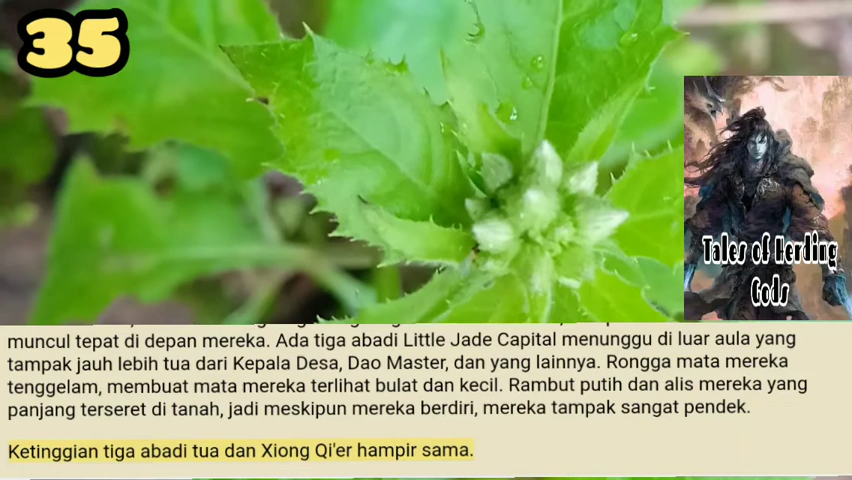 35
Tales of Herding
Gods
muncul tepat di depan mereka. Ada tiga abadi Little Jade Capital menunggu di luar aula yang
tampak jauh lebih tua dari Kepala Desa, Dao Master, dan yang lainnya. Rongga mata mereka
tenggelam, membuat mata mereka terlihat bulat dan kecil. Rambut putih dan alis mereka yang
panjang terseret di tanah, jadi meskipun mereka berdiri, mereka tampak sangat pendek.
Ketinggian tiga abadi tua dan Xiong Qi'er hampir sama.